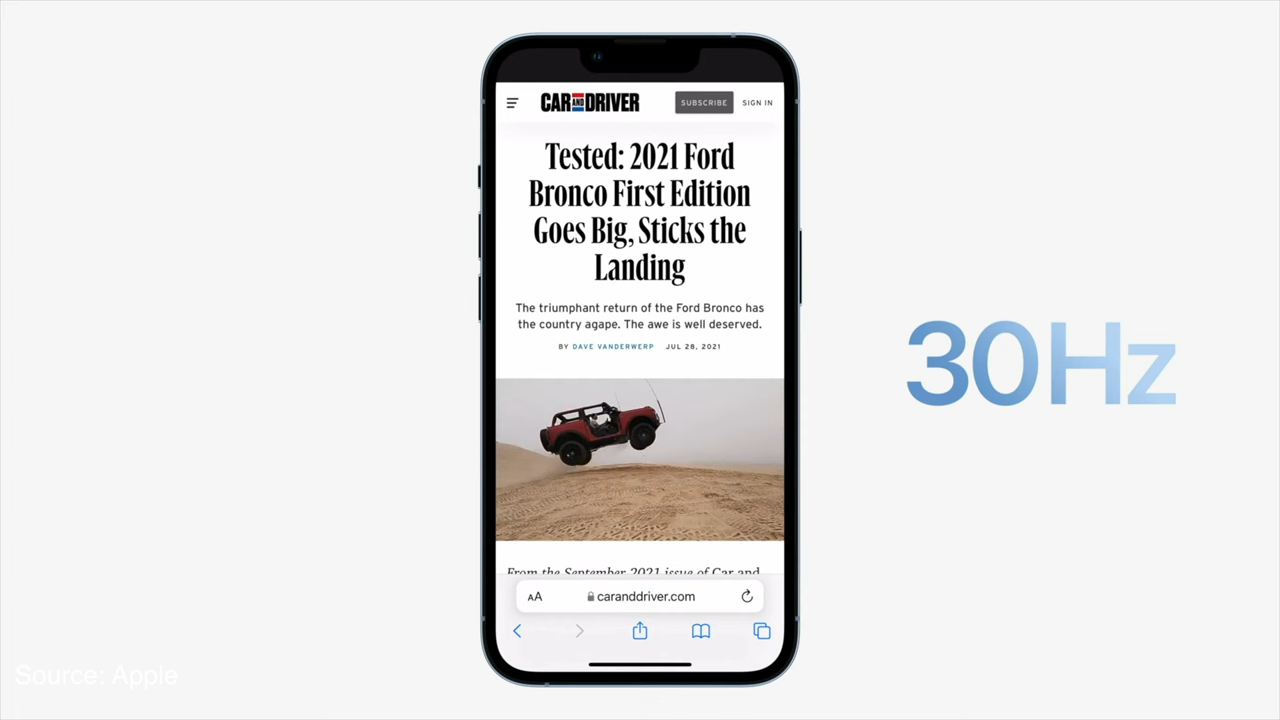 CAR AND DRIVER
SUBSCRIBE
SIGN IN
Tested: 2021 Ford
Bronco First Edition
Goes Big, Sticks the
Landing
The triumphant return of the Ford Bronco has
the country agape. The awe is well deserved.
BY DAVE VANDERWERP JUL 28, 2021
30Hz
From the September 2021 issue of Car and
AA
caranddriver.com
Source: Apple